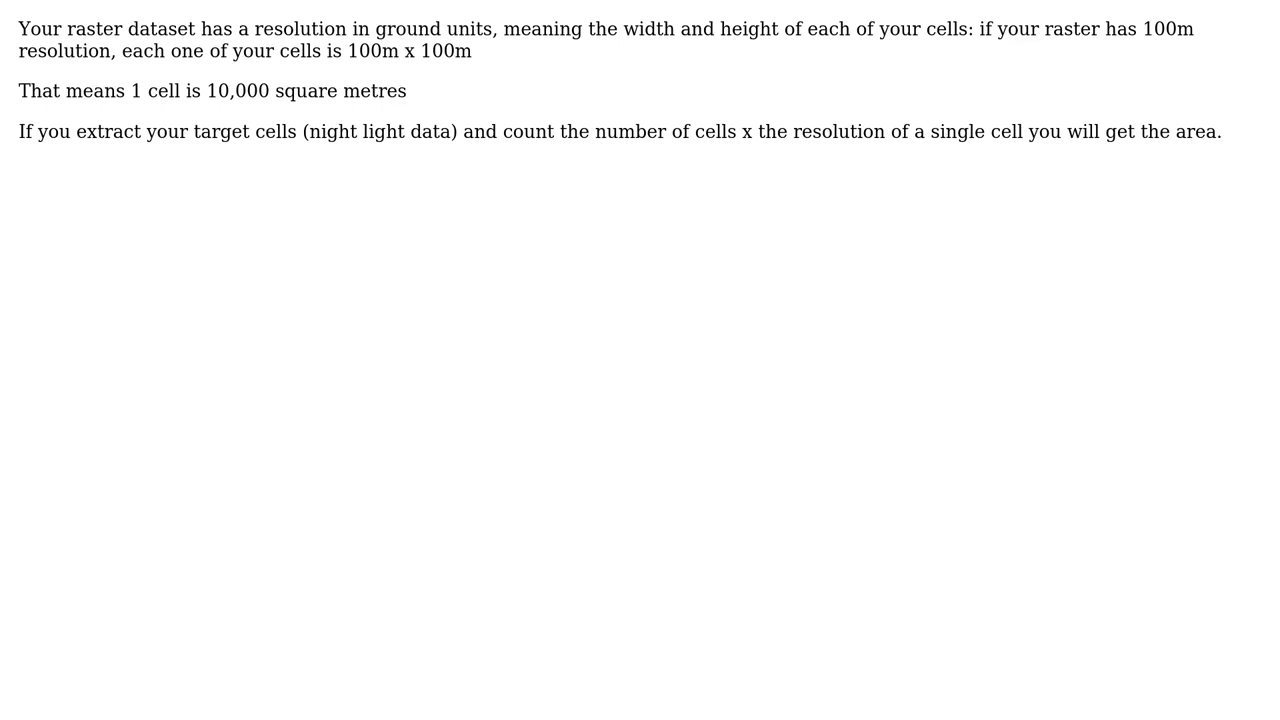 Your raster dataset has a resolution in ground units, meaning the width and height of each of your cells: if your raster has 100m
resolution, each one of your cells is 100m x 100m
That means 1 cell is 10,000 square metres
If you extract your target cells (night light data) and count the number of cells x the resolution of a single cell you will get the area.